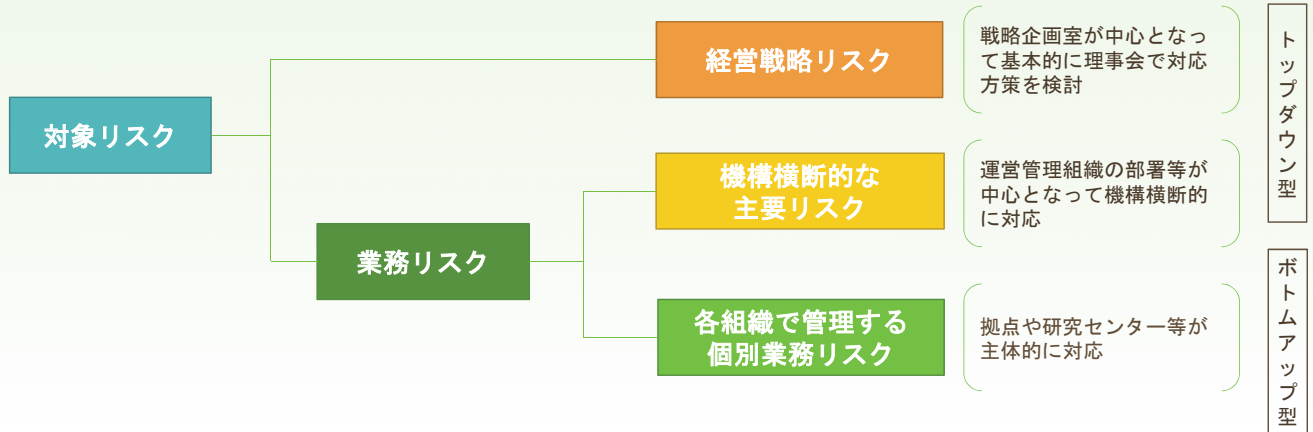 対象リスク
経営戦略リスク
戦略企画室が中心となっ
て基本的に理事会で対応
方策を検討
トップダウン型
業務リスク
機構横断的な
主要リスク
運営管理組織の部署等が
中心となって機構横断的
に対応
各組織で管理する
個別業務リスク
拠点や研究センター等が
主体的に対応
ボトムアップ型